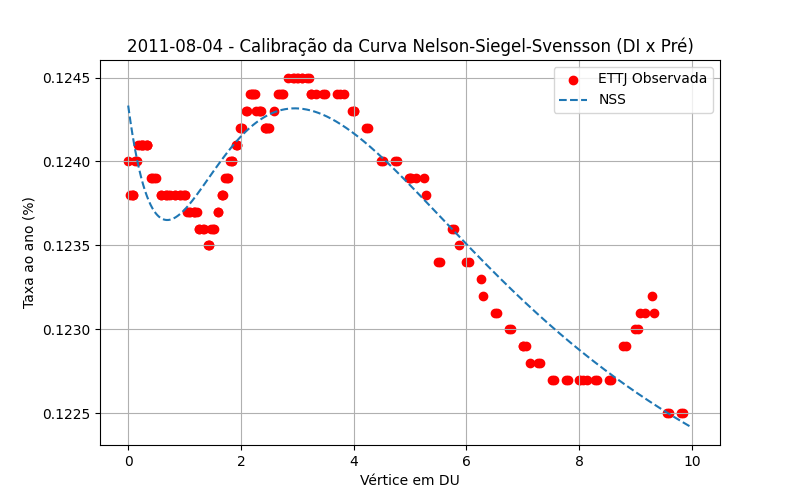 2011-08-04 - Calibração da Curva Nelson-Siegel-Svensson (DI x Pré)
ETTJ Observada
NSS
Taxa ao ano (%)
0.1245
0.1240
0.1235
0.1230
0.1225
0 2 4 6 8 10
Vértice em DU